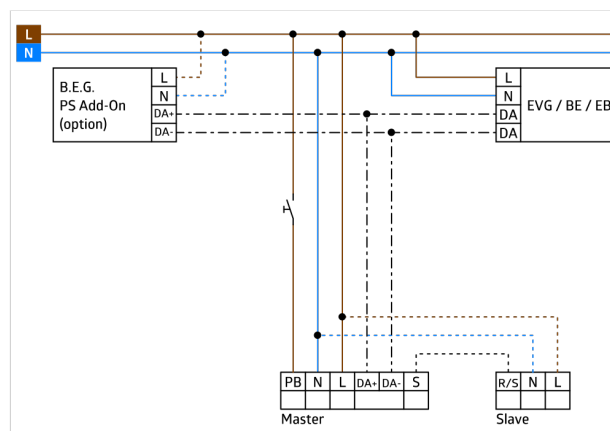 L
N
B.E.G.
PS Add-On
(option)
L
N
DA+
DA-
L
N
DA
DA
EVG / BE / EB
PB N L DA+ DA- S
Master
R/S N L
Slave